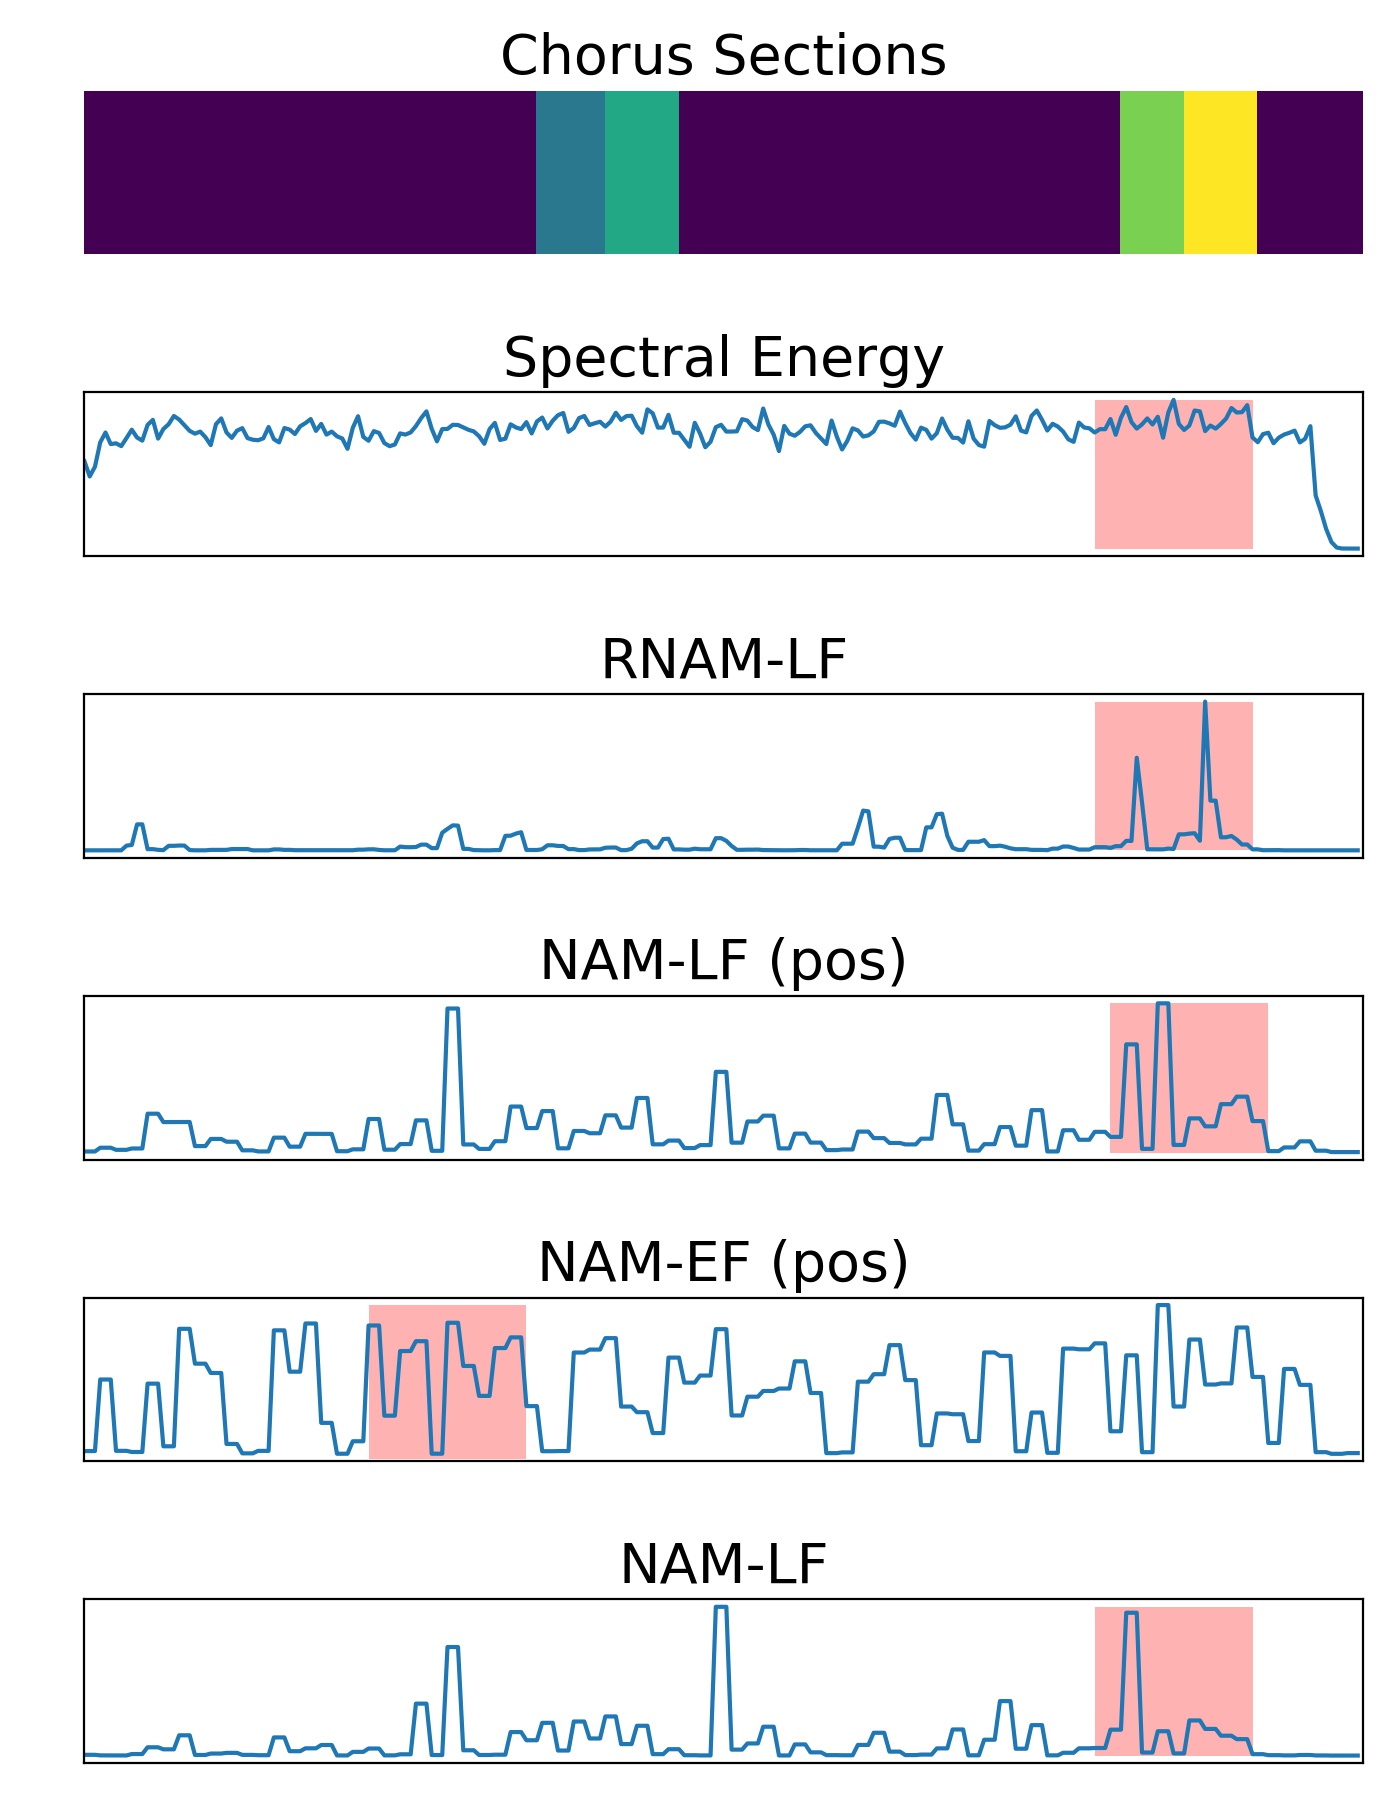 Chorus Sections
Spectral Energy
RNAM-LF
NAM-LF (pos)
NAM-EF (pos)
NAM-LF